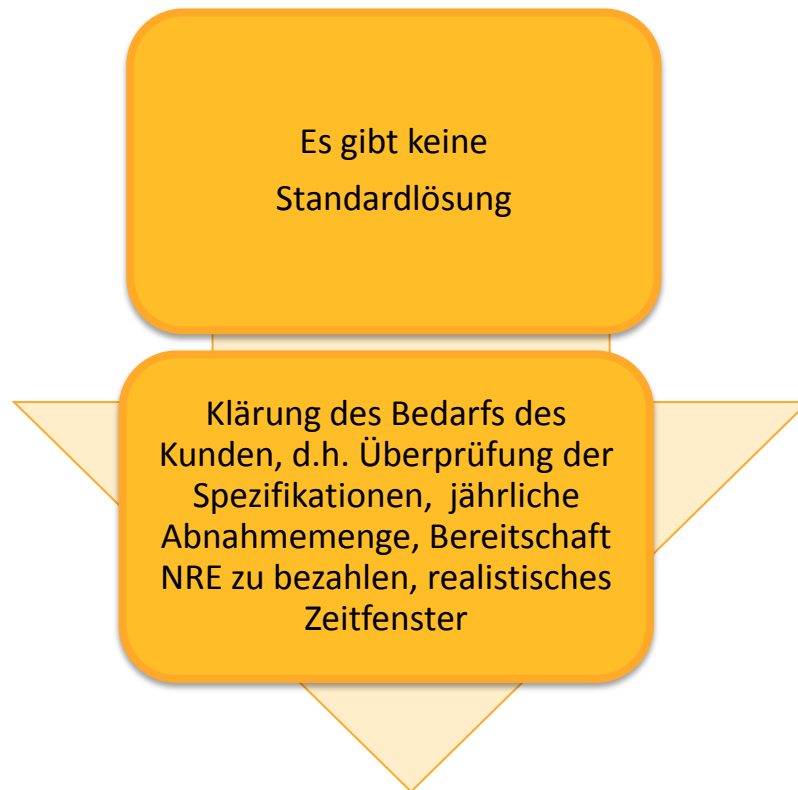 Es gibt keine
Standardlösung
Klärung des Bedarfs des
Kunden, d.h. Überprüfung der
Spezifikationen,  jährliche
Abnahmemenge, Bereitschaft
NRE zu bezahlen, realistisches
Zeitfenster